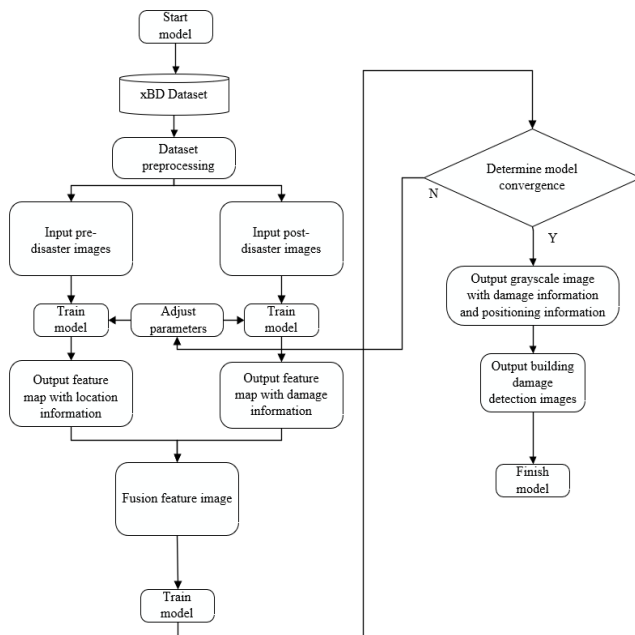 Start
model
xBD Dataset
Dataset
preprocessing
Input pre-
disaster images
Input post-
disaster images
Train
model
Adjust
parameters
Train
model
Output feature
map with location
information
Output feature
map with damage
information
Fusion feature image
Train
model
Determine model
convergence
N
Y
Output grayscale image
with damage information
and positioning information
Output building
damage
detection images
Finish
model